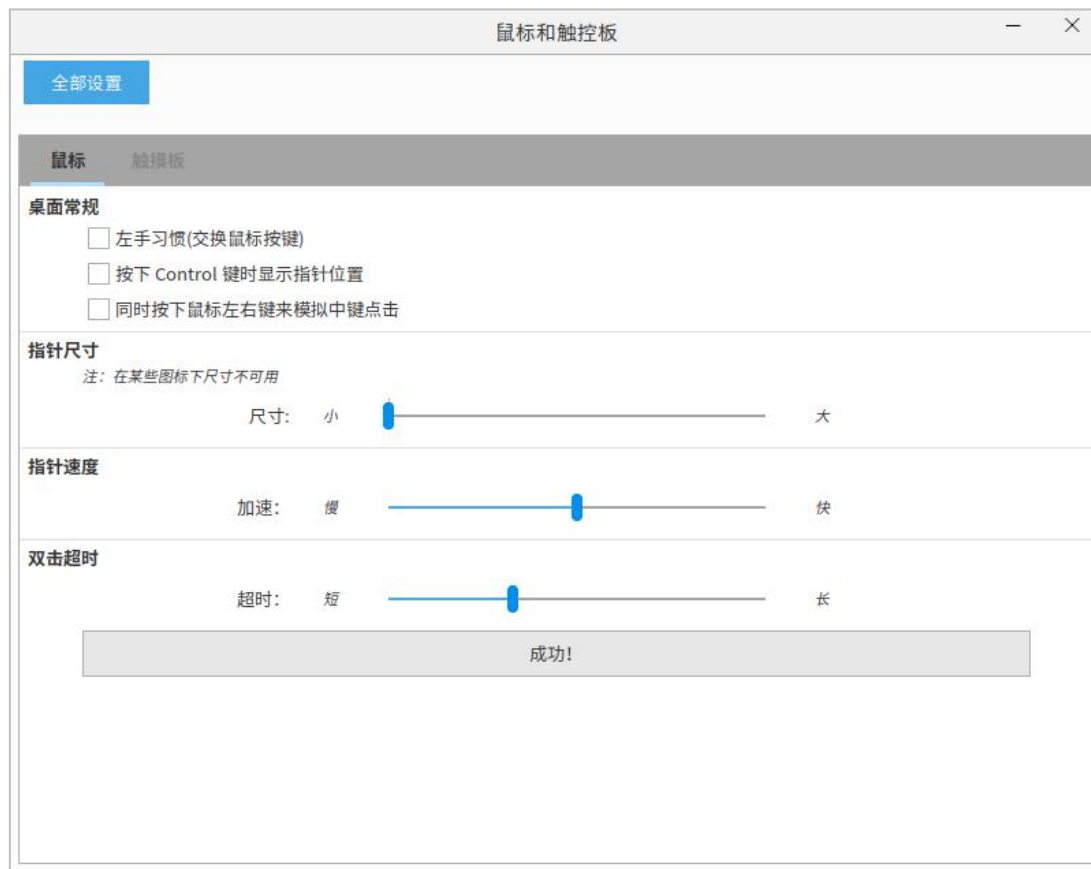 鼠标和触控板
全部设置
鼠标 触摸板
桌面常规
左手习惯(交换鼠标按键)
按下 Control 键时显示指针位置
同时按下鼠标左右键来模拟中键点击
指针尺寸
注：在某些图标下尺寸不可用
尺寸: 小 大
指针速度
加速： 慢 快
双击超时
超时： 短 长
成功!